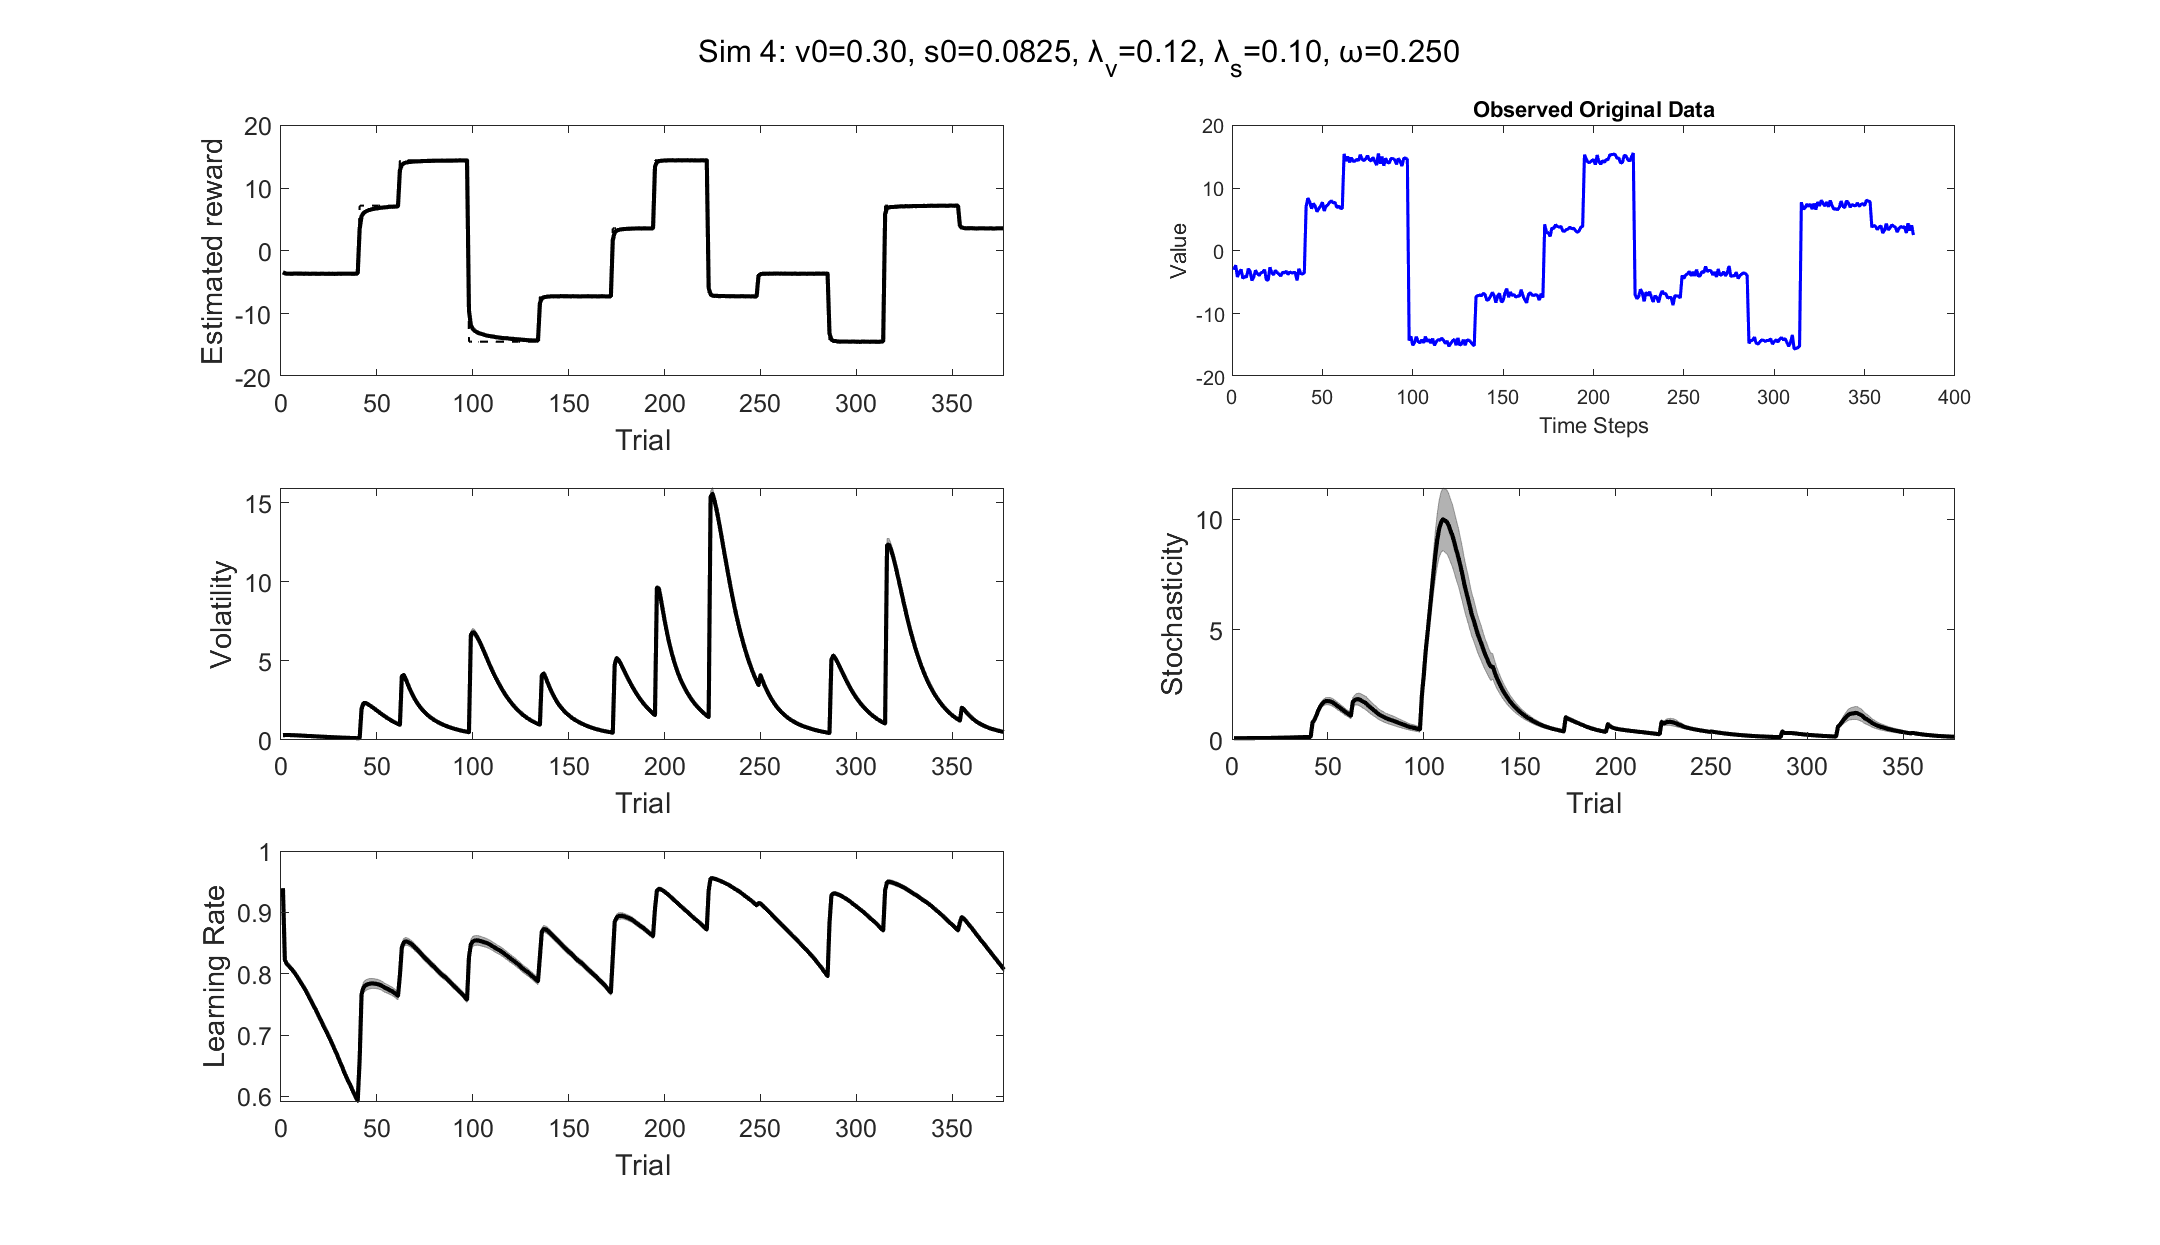 Sim 4: v0=0.30, s0=0.0825, λv=0.12, λs=0.10, ω=0.250
20
10
0
-10
-20
Estimated reward
0 50 100 150 200 250 300 350
Trial
Observed Original Data
20
10
0
-10
-20
Value
0 50 100 150 200 250 300 350 400
Time Steps
15
10
5
0
Volatility
0 50 100 150 200 250 300 350
Trial
10
5
0
Stochasticity
0 50 100 150 200 250 300 350
Trial
1
0.9
0.8
0.7
0.6
Learning Rate
0 50 100 150 200 250 300 350
Trial